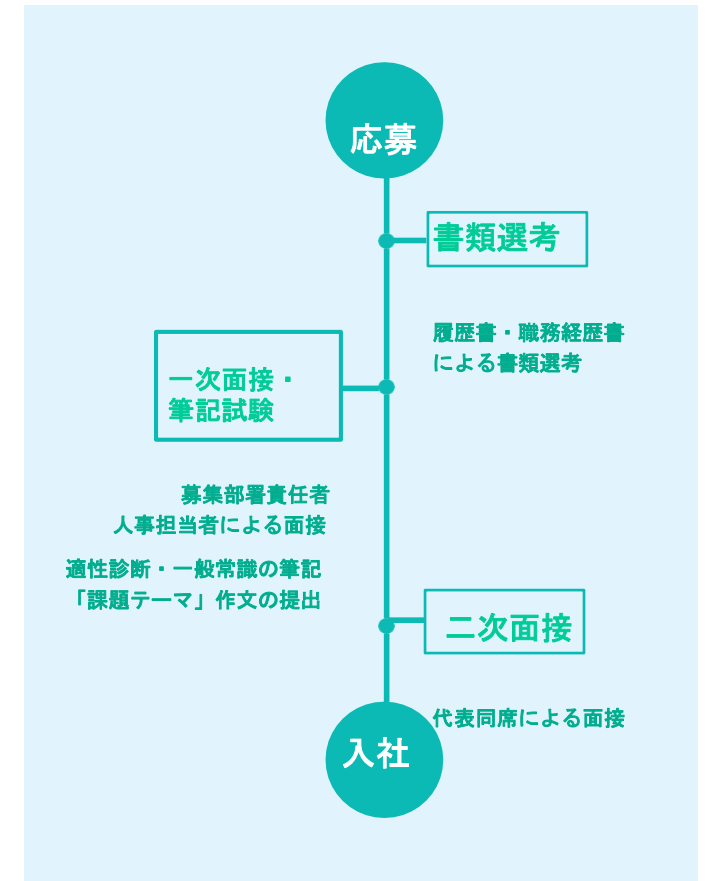 応募
書類選考
履歴書・職務経歴書
による書類選考
一次面接・
筆記試験
募集部署責任者
人事担当者による面接
適性診断・一般常識の筆記
「課題テーマ」作文の提出
二次面接
代表同席による面接
入社